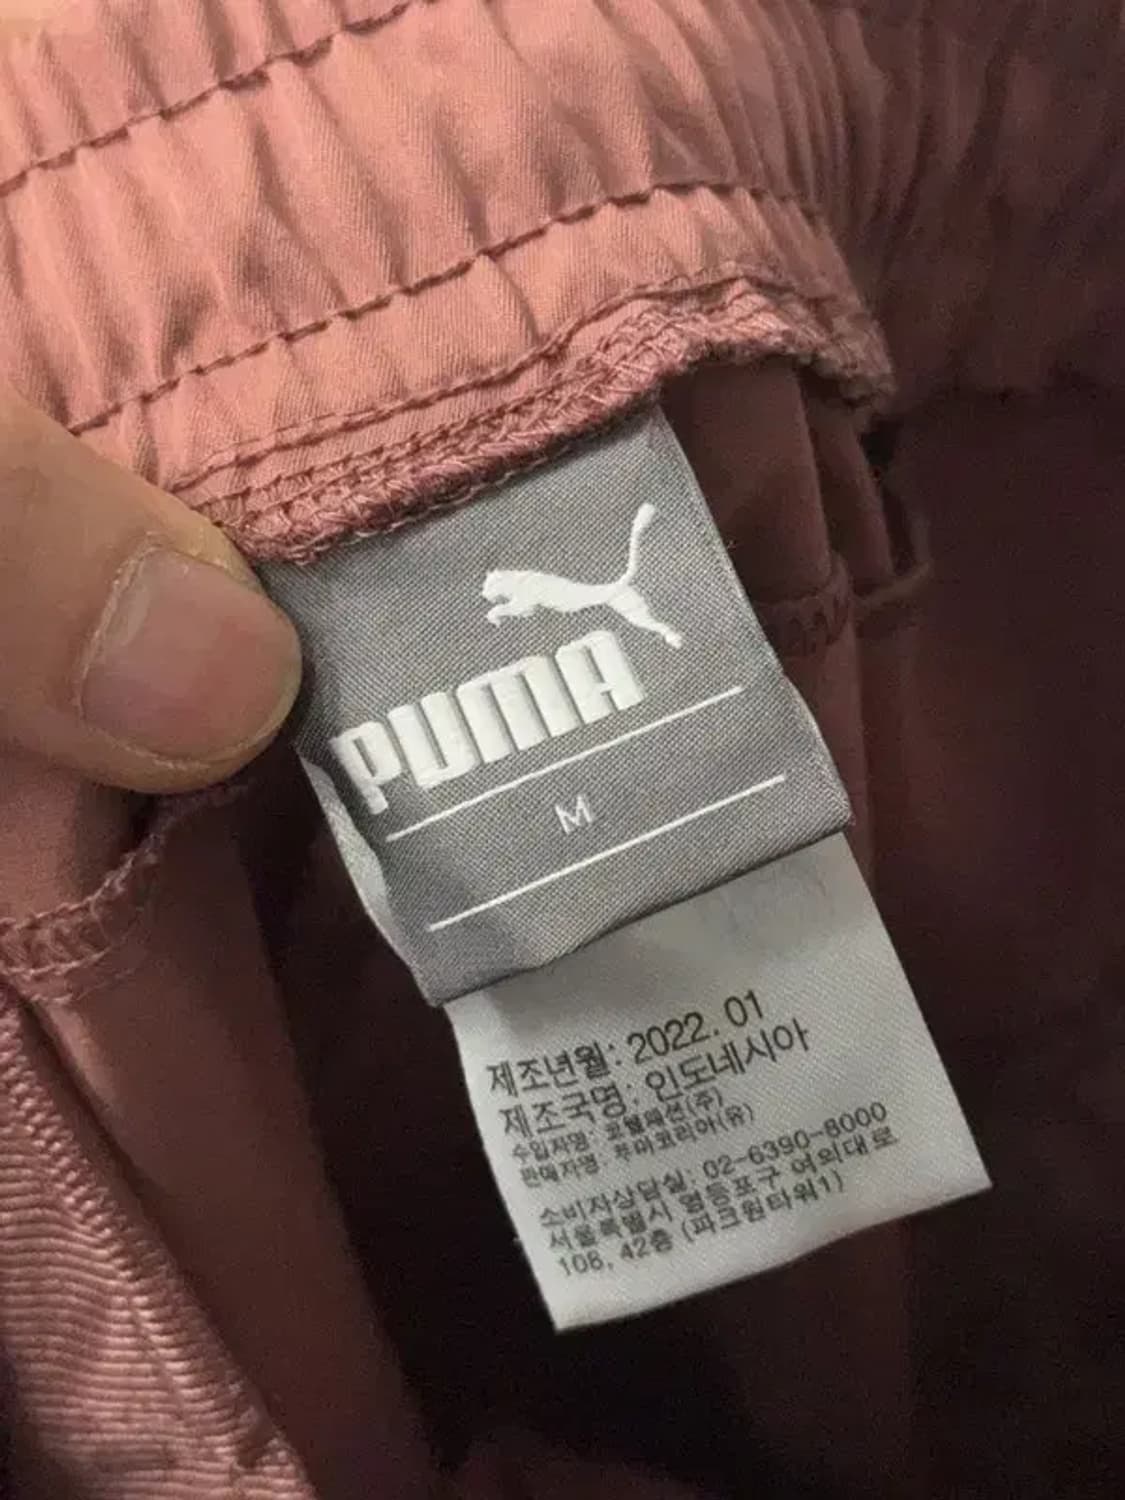 PUMA
M
제조년월: 2022. 01
제조국명: 인도네시아
수입자명: 코웰패션(주)
판매자명: 푸마코리아(유)
소비자상담실: 02-6390-8000
서울특별시 영등포구 여의대로
108, 42층 (파크원타워1)